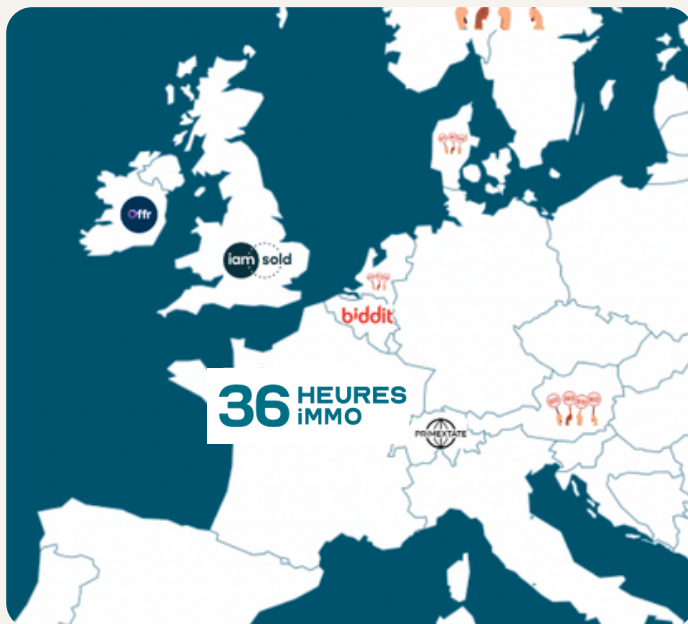 Offr
iam sold
biddit
36 HEURES
iMMO
PRIMEXTATE